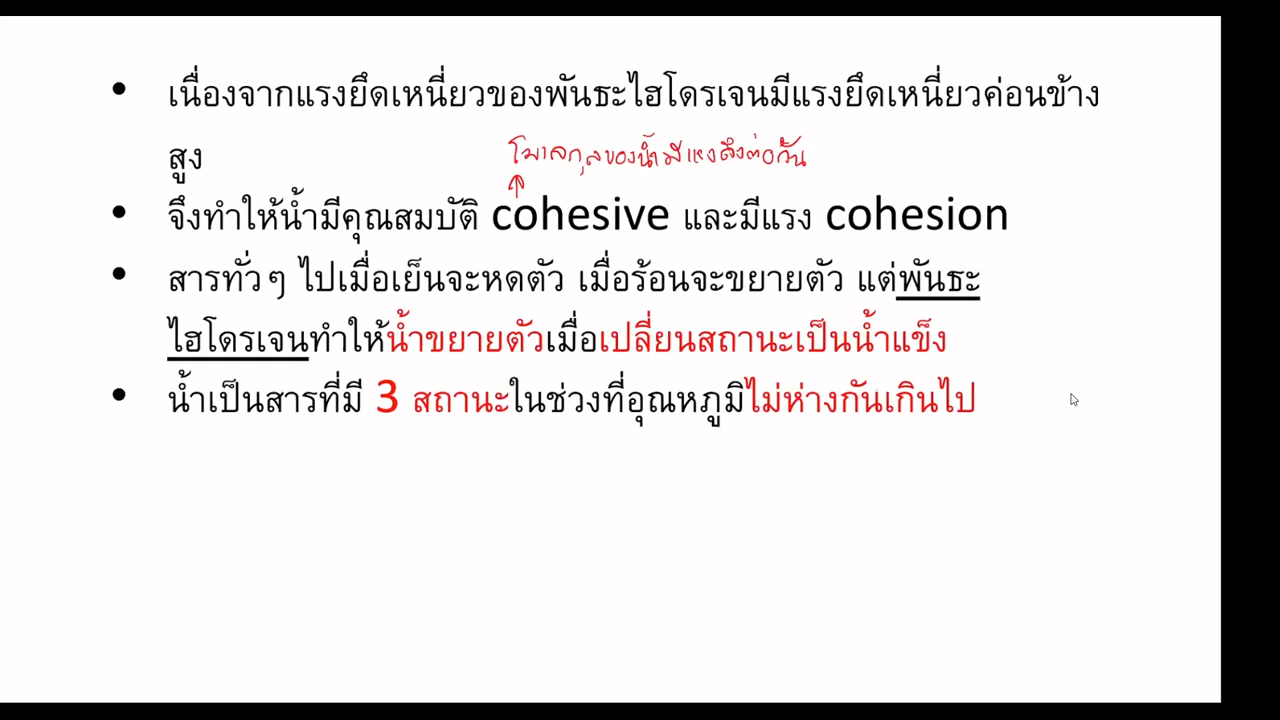 • เนื่องจากแรงยึดเหนี่ยวของพันธะไฮโดรเจนมีแรงยึดเหนี่ยวค่อนข้าง
สูง
โมเลกุลของน้ำมีแรงดึงต่อกัน
• จึงทำให้น้ำมีคุณสมบัติ cohesive และมีแรง cohesion
• สารทั่วๆ ไปเมื่อเย็นจะหดตัว เมื่อร้อนจะขยายตัว แต่พันธะ
ไฮโดรเจนทำให้น้ำขยายตัวเมื่อเปลี่ยนสถานะเป็นน้ำแข็ง
• น้ำเป็นสารที่มี 3 สถานะในช่วงที่อุณหภูมิไม่ห่างกันเกินไป